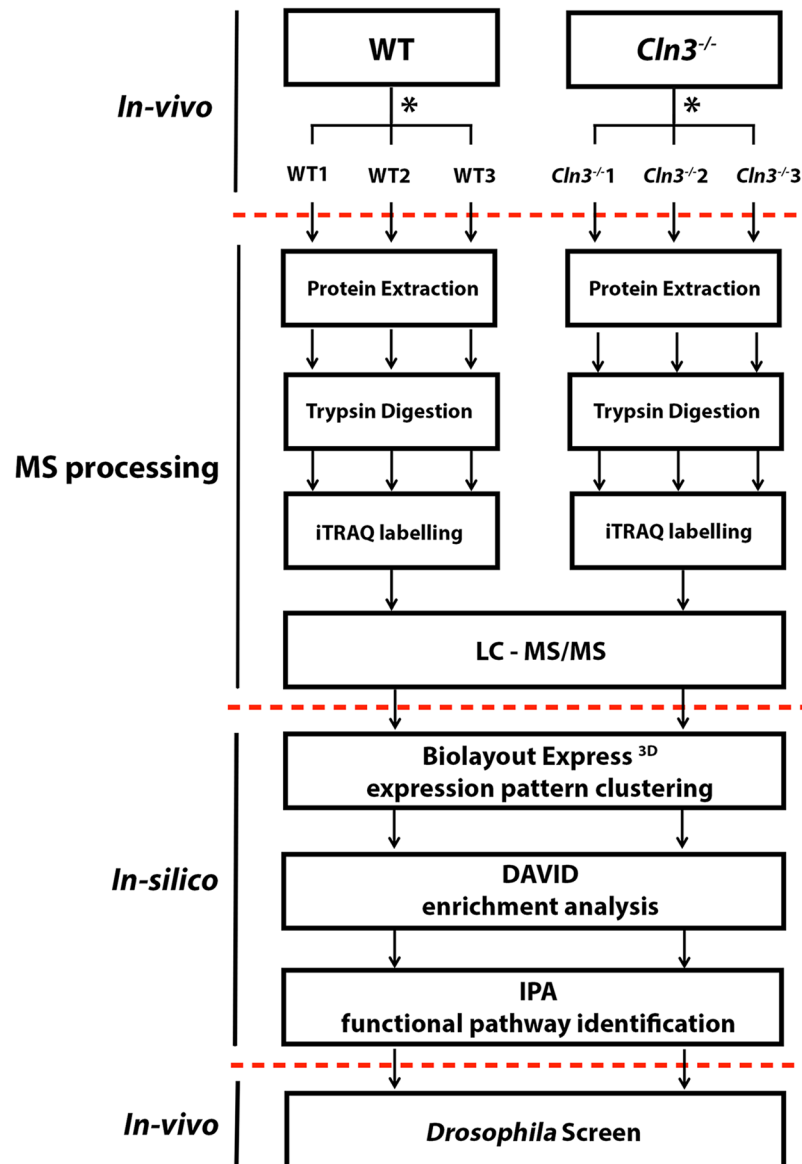 WT
Cln3-/-
In-vivo
*
*
WT1 WT2 WT3 Cln3-/-1 Cln3-/-2 Cln3-/-3
Protein Extraction
Protein Extraction
Trypsin Digestion
Trypsin Digestion
MS processing
iTRAQ labelling
iTRAQ labelling
LC - MS/MS
Biolayout Express 3D
expression pattern clustering
In-silico
DAVID
enrichment analysis
IPA
functional pathway identification
In-vivo
Drosophila Screen